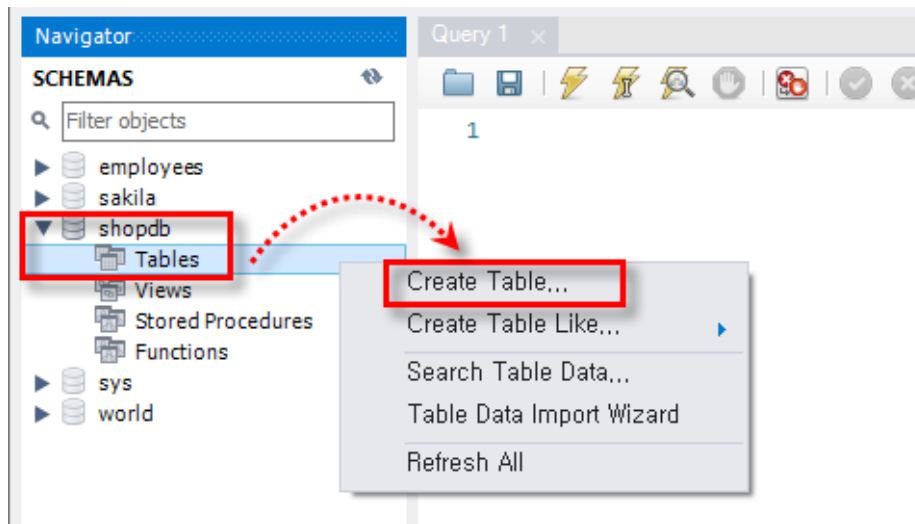 Navigator
SCHEMAS
Filter objects
employees
sakila
shopdb
Tables
Views
Stored Procedures
Functions
sys
world
Query 1
1
Create Table...
Create Table Like...
Search Table Data...
Table Data Import Wizard
Refresh All